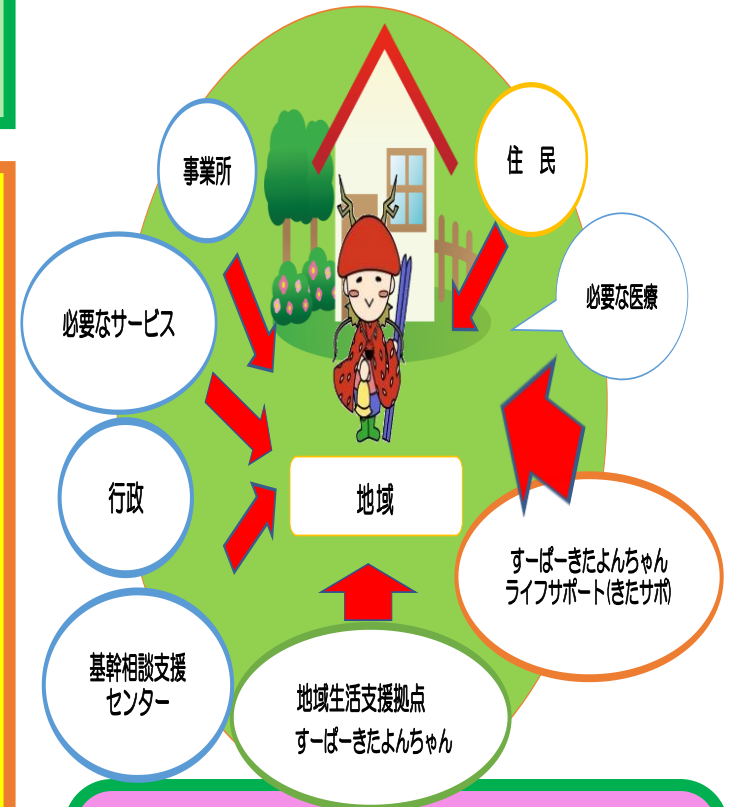 事業所
住　民
必要なサービス
必要な医療
行政
地域
すーぱーきたよんちゃん
ライフサポート(きたサポ)
基幹相談支援
センター
地域生活支援拠点
すーぱーきたよんちゃん